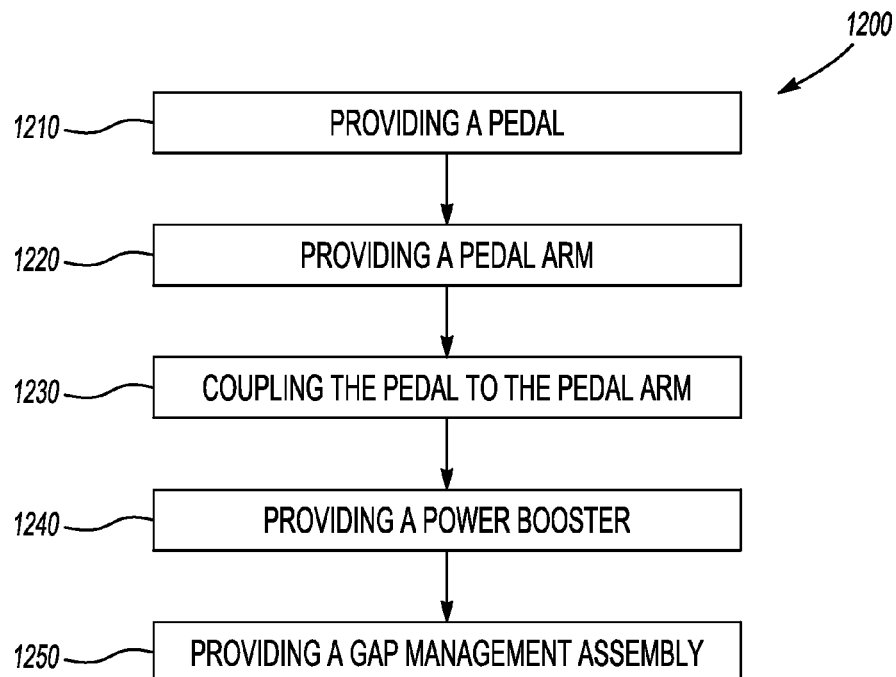 1200
1210 PROVIDING A PEDAL
1220 PROVIDING A PEDAL ARM
1230 COUPLING THE PEDAL TO THE PEDAL ARM
1240 PROVIDING A POWER BOOSTER
1250 PROVIDING A GAP MANAGEMENT ASSEMBLY